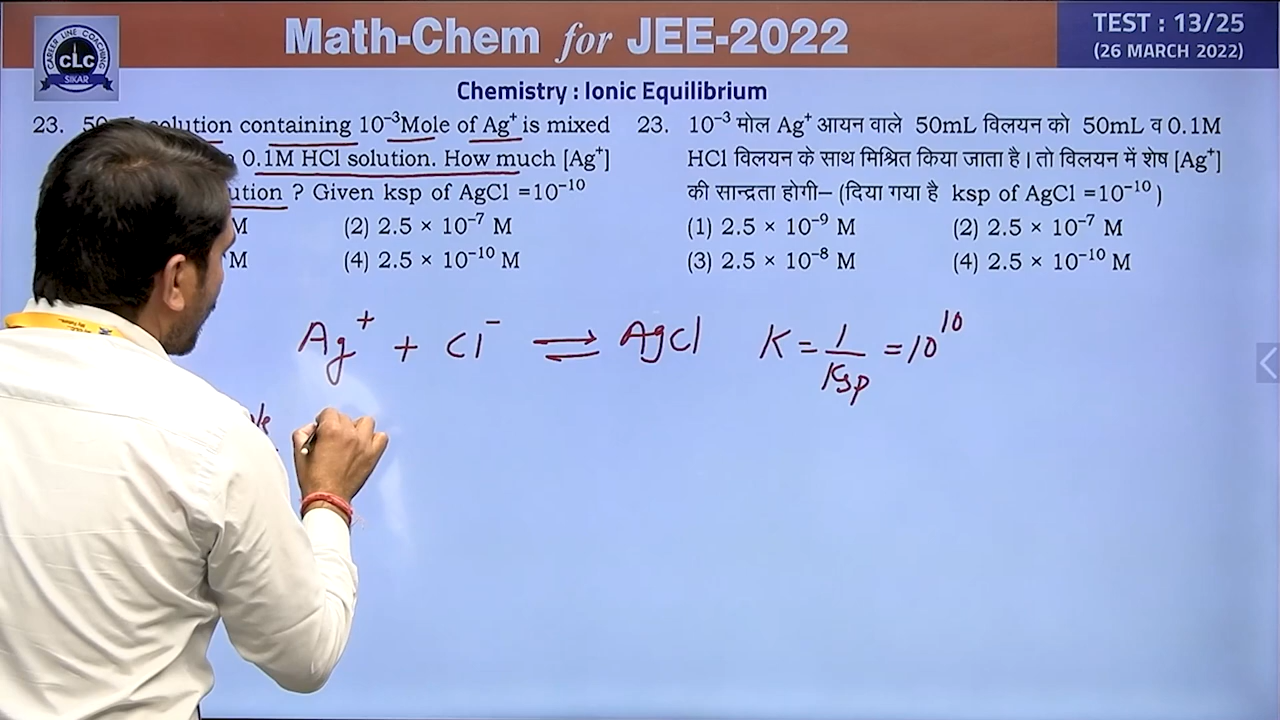 Math-Chem for JEE-2022
TEST : 13/25
(26 MARCH 2022)
CAREER LINE COACHING
CLC
SIKAR
Chemistry : Ionic Equilibrium
23. solution containing 10⁻³Mole of Ag⁺ is mixed
0.1M HCl solution. How much [Ag⁺]
? Given ksp of AgCl =10⁻¹⁰
M (2) 2.5 × 10⁻⁷ M
M (4) 2.5 × 10⁻¹⁰ M
23. 10⁻³ मोल Ag⁺ आयन वाले 50mL विलयन को 50mL व 0.1M
HCl विलयन के साथ मिश्रित किया जाता है। तो विलयन में शेष [Ag⁺]
की सान्द्रता होगी– (दिया गया है ksp of AgCl =10⁻¹⁰)
(1) 2.5 × 10⁻⁹ M (2) 2.5 × 10⁻⁷ M
(3) 2.5 × 10⁻⁸ M (4) 2.5 × 10⁻¹⁰ M
Ag⁺ + Cl⁻ ⇌ AgCl K = 1/Ksp = 10¹⁰